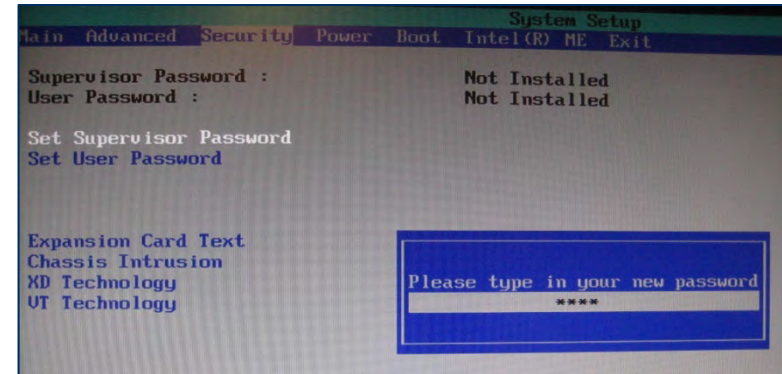 System Setup
Main Advanced Security Power Boot Intel(R) ME Exit
Supervisor Password : Not Installed
User Password : Not Installed
Set Supervisor Password
Set User Password
Expansion Card Text
Chassis Intrusion
XD Technology
VT Technology
Please type in your new password
****